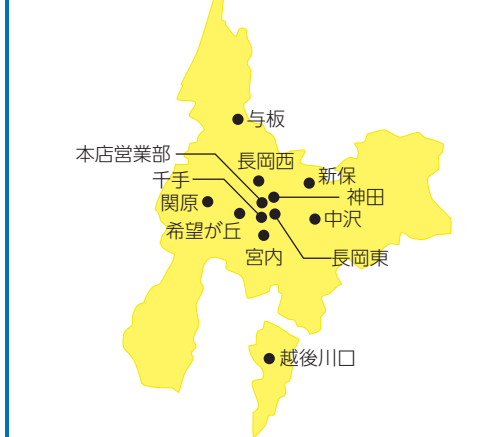 与板
本店営業部
長岡西
千手
新保
神田
関原
中沢
希望が丘
宮内
長岡東
越後川口